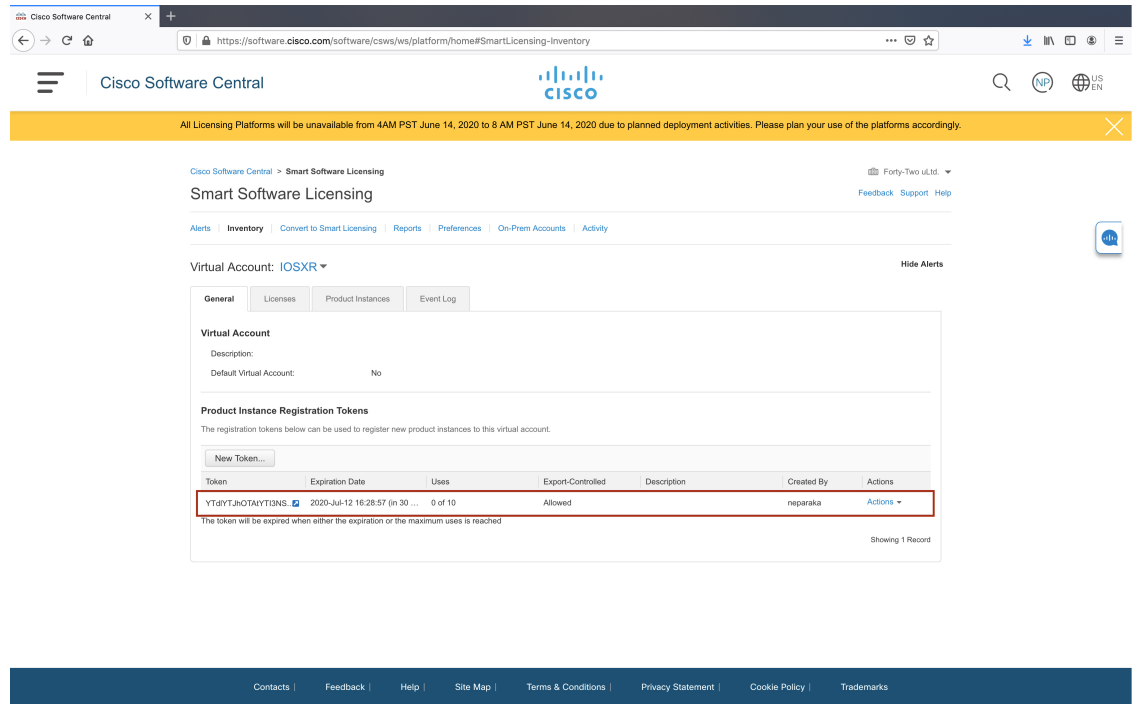 Cisco Software Central
https://software.cisco.com/software/csws/ws/platform/home#SmartLicensing-Inventory
Cisco Software Central
CISCO
NP
US
EN
All Licensing Platforms will be unavailable from 4AM PST June 14, 2020 to 8 AM PST June 14, 2020 due to planned deployment activities. Please plan your use of the platforms accordingly.
Cisco Software Central > Smart Software Licensing
Forty-Two uLtd.
Smart Software Licensing
Feedback Support Help
Alerts | Inventory | Convert to Smart Licensing | Reports | Preferences | On-Prem Accounts | Activity
Virtual Account: IOSXR
Hide Alerts
General Licenses Product Instances Event Log
Virtual Account
Description:
Default Virtual Account: No
Product Instance Registration Tokens
The registration tokens below can be used to register new product instances to this virtual account.
New Token...
Token Expiration Date Uses Export-Controlled Description Created By Actions
2020-Jul-12 16:28:57 (in 30 ... 0 of 10 Allowed neparaka Actions
The token will be expired when either the expiration or the maximum uses is reached
Showing 1 Record
Contacts | Feedback | Help | Site Map | Terms & Conditions | Privacy Statement | Cookie Policy | Trademarks